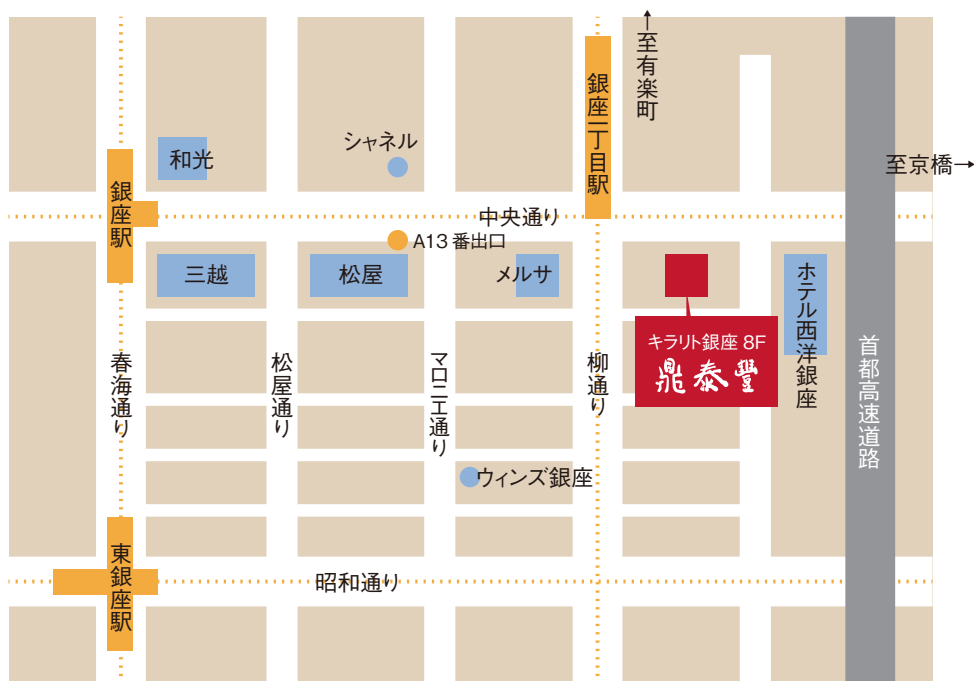 ↑至有楽町
銀座一丁目駅
シャネル
和光
至京橋→
銀座駅
中央通り
A13番出口
三越
松屋
メルサ
ホテル西洋銀座
キラリト銀座 8F
鼎泰豐
首都高速道路
春海通り
松屋通り
マロニエ通り
柳通り
ウィンズ銀座
東銀座駅
昭和通り